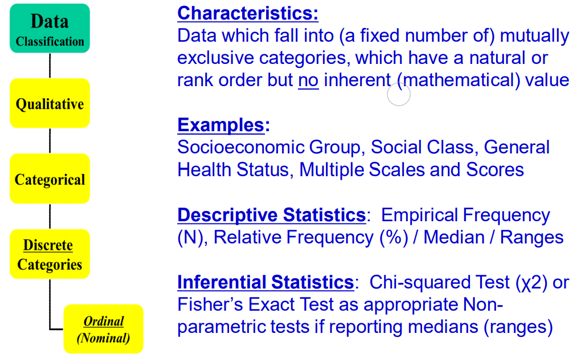 Data
Classification
Qualitative
Categorical
Discrete
Categories
Ordinal
(Nominal)
Characteristics:
Data which fall into (a fixed number of) mutually
exclusive categories, which have a natural or
rank order but no inherent (mathematical) value
Examples:
Socioeconomic Group, Social Class, General
Health Status, Multiple Scales and Scores
Descriptive Statistics: Empirical Frequency
(N), Relative Frequency (%) / Median / Ranges
Inferential Statistics: Chi-squared Test (χ2) or
Fisher's Exact Test as appropriate Non-
parametric tests if reporting medians (ranges)